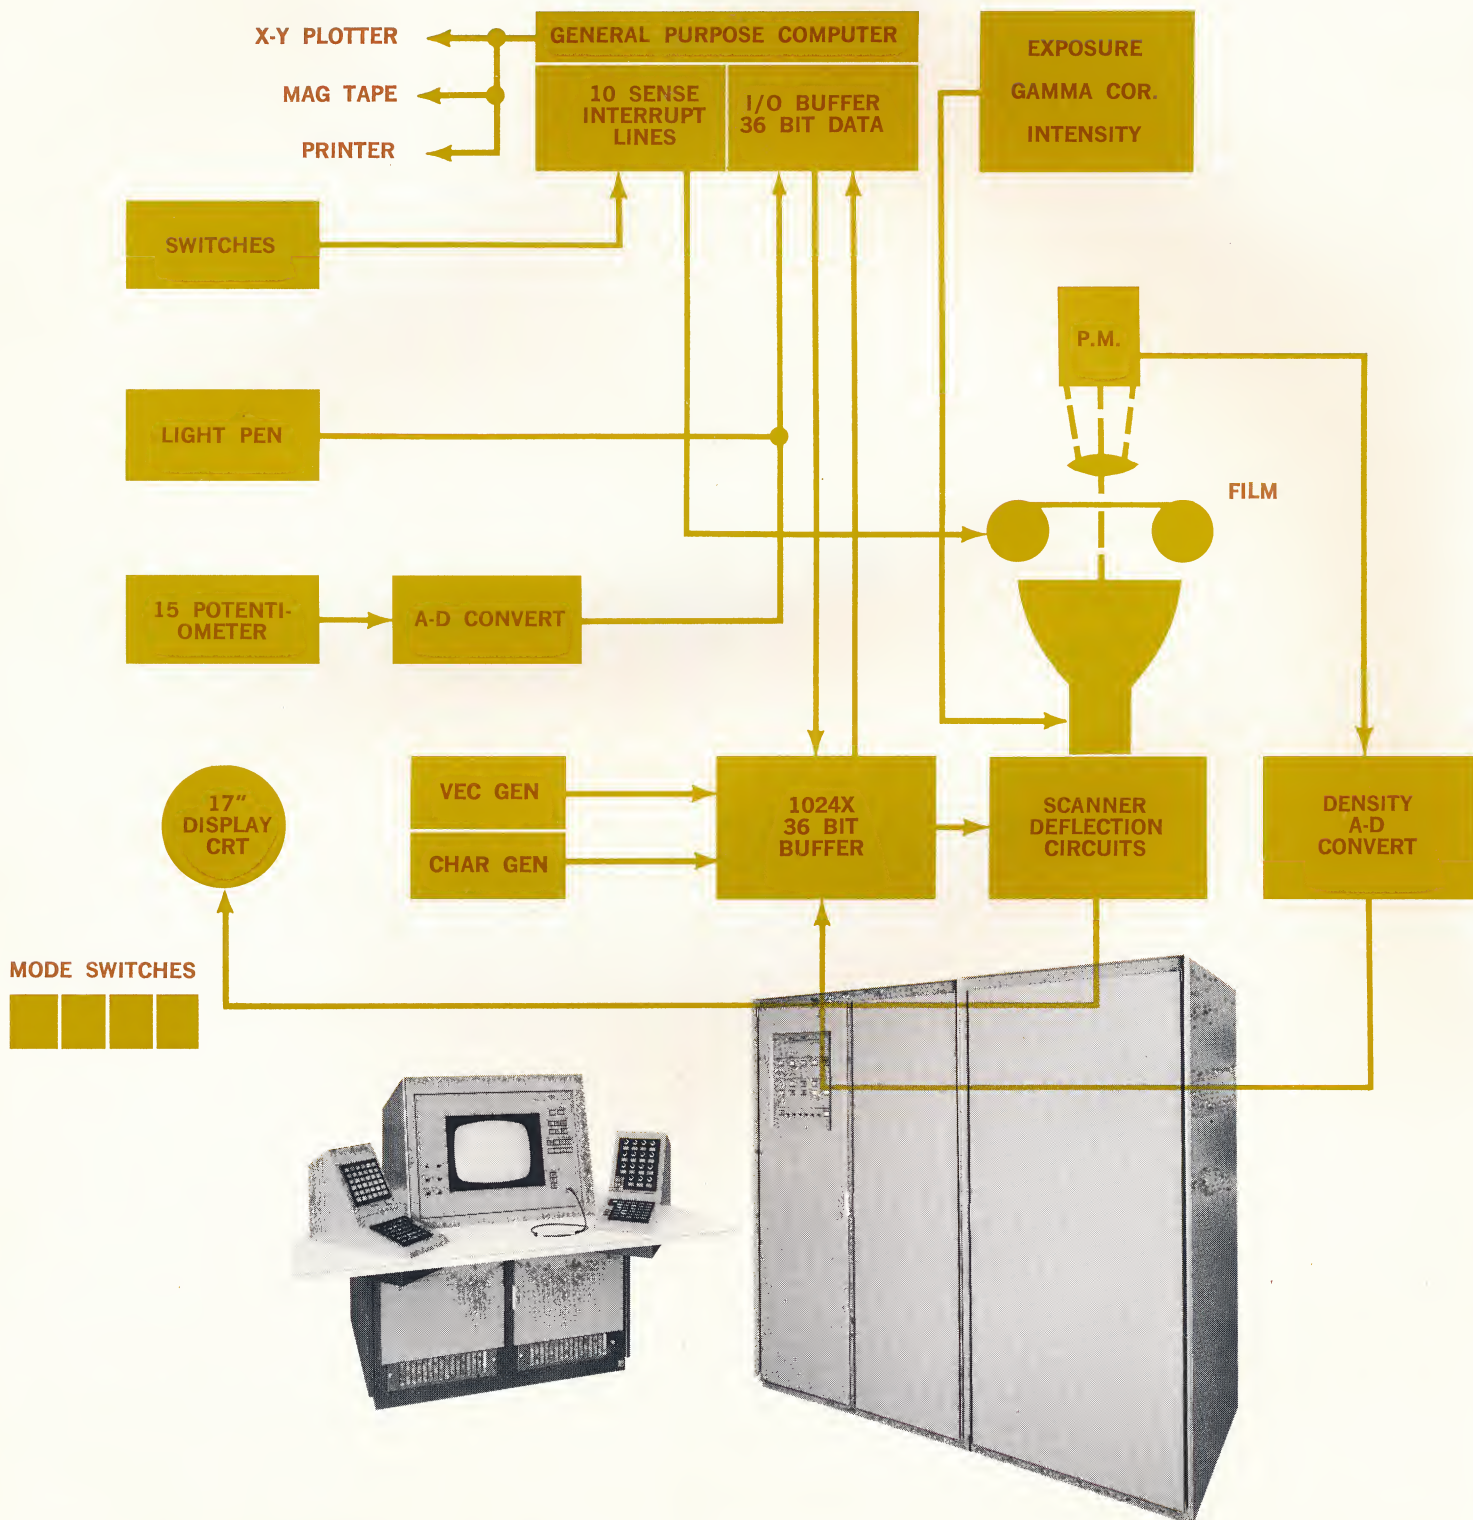 X-Y PLOTTER
MAG TAPE
PRINTER
GENERAL PURPOSE COMPUTER
10 SENSE
INTERRUPT
LINES
I/O BUFFER
36 BIT DATA
EXPOSURE
GAMMA COR.
INTENSITY
SWITCHES
P.M.
LIGHT PEN
FILM
15 POTENTI-
OMETER
A-D CONVERT
17"
DISPLAY
CRT
VEC GEN
CHAR GEN
1024X
36 BIT
BUFFER
SCANNER
DEFLECTION
CIRCUITS
DENSITY
A-D
CONVERT
MODE SWITCHES